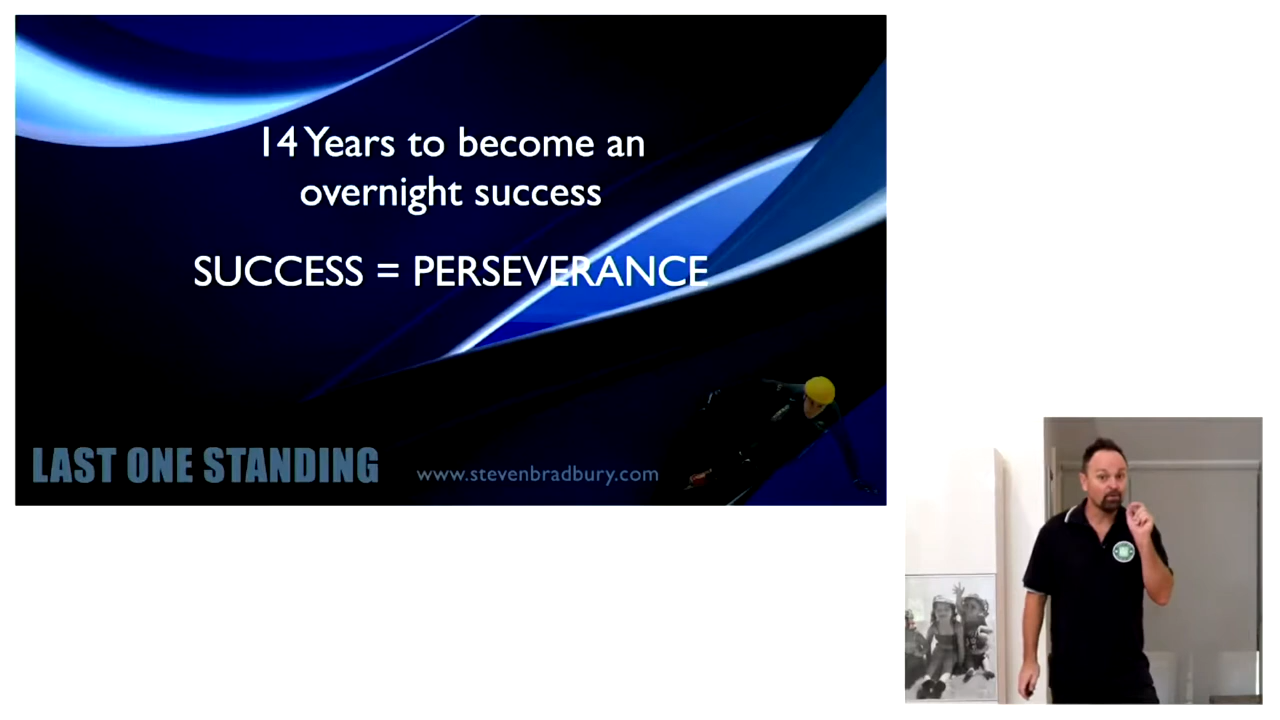 14 Years to become an
overnight success
SUCCESS = PERSEVERANCE
LAST ONE STANDING
www.stevenbradbury.com